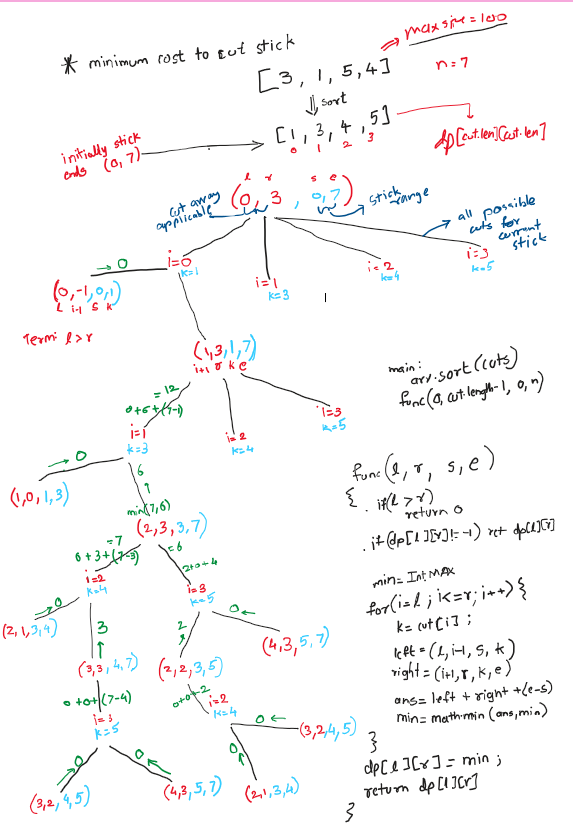 * minimum cost to cut stick
⇒ max size = 100
[3, 1, 5, 4]
n = 7
⇓ sort
[1, 3, 4, 5]
0 1 2 3
dp[cut.len][cut.len]
initially stick
ends (0, 7)
l r s e
(0, 3, 0, 7)
cut array
applicable
stick range
all possible
cuts for
current
stick
→ 0
i=0
k=1
i=1
k=3
i=2
k=4
i=3
k=5
(0, -1, 0, 1)
l i-1 s k
Termi l>r
(1, 3, 1, 7)
i+1 r k e
= 12
0+6+(7-1)
i=1
k=3
i=2
k=4
i=3
k=5
→ 0
(1, 0, 1, 3)
6
↑
min(7, 6)
(2, 3, 3, 7)
=7
0+3+(7-3)
=6
2+0+4
i=2
k=4
i=3
k=5
0
(2, 1, 3, 4)
3
(3, 3, 4, 7)
2
(2, 2, 3, 5)
0
(4, 3, 5, 7)
0+0+(7-4)
i=3
k=5
0+0+2
i=2
k=4
0 ←
(3, 2, 4, 5)
0
0
0
(3, 2, 4, 5)
(4, 3, 5, 7)
(2, 1, 3, 4)
main:
arr.sort(cuts)
func(0, cut.length-1, 0, n)
func(l, r, s, e)
{ . if(l > r)
return 0
. if(dp[l][r]!=-1) ret dp[l][r]
min = Int MAX
for(i=l; i<=r; i++) {
k = cut[i];
left = (l, i-1, s, k)
right = (i+1, r, k, e)
ans = left + right + (e-s)
min = math.min(ans, min)
}
dp[l][r] = min;
return dp[l][r]
}